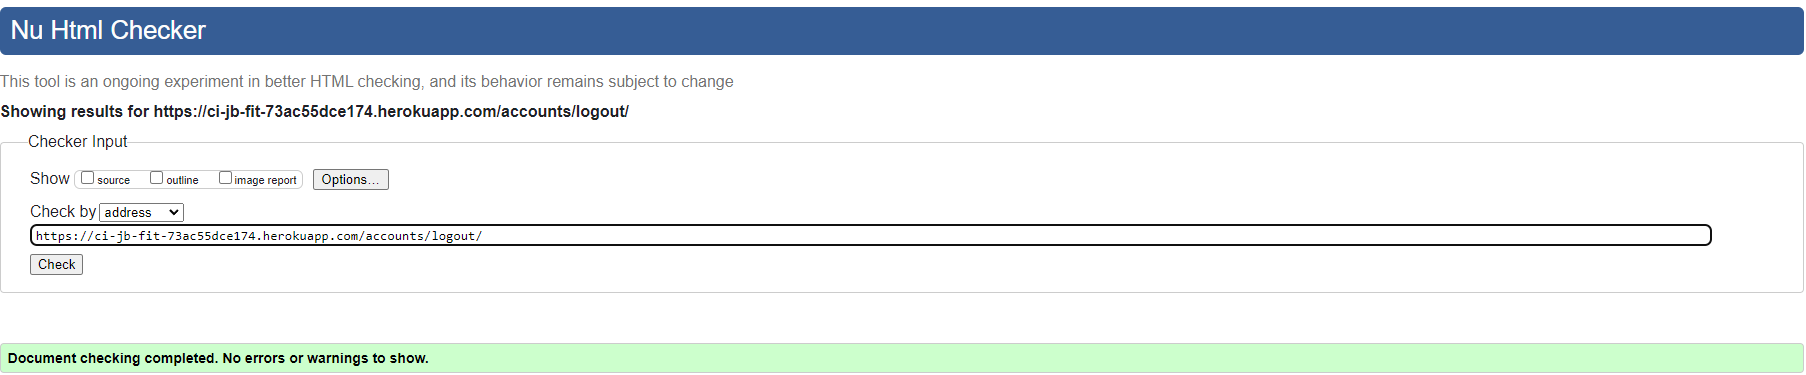 Nu Html Checker
This tool is an ongoing experiment in better HTML checking, and its behavior remains subject to change
Showing results for https://ci-jb-fit-73ac55dce174.herokuapp.com/accounts/logout/
Checker Input
Show source outline image report Options...
Check by address
https://ci-jb-fit-73ac55dce174.herokuapp.com/accounts/logout/
Check
Document checking completed. No errors or warnings to show.